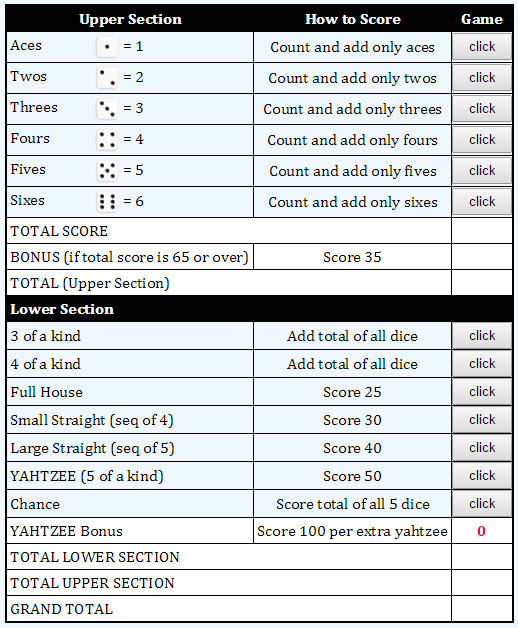 Upper Section How to Score Game
Aces = 1 Count and add only aces click
Twos = 2 Count and add only twos click
Threes = 3 Count and add only threes click
Fours = 4 Count and add only fours click
Fives = 5 Count and add only fives click
Sixes = 6 Count and add only sixes click
TOTAL SCORE
BONUS (if total score is 65 or over) Score 35
TOTAL (Upper Section)
Lower Section
3 of a kind Add total of all dice click
4 of a kind Add total of all dice click
Full House Score 25 click
Small Straight (seq of 4) Score 30 click
Large Straight (seq of 5) Score 40 click
YAHTZEE (5 of a kind) Score 50 click
Chance Score total of all 5 dice click
YAHTZEE Bonus Score 100 per extra yahtzee 0
TOTAL LOWER SECTION
TOTAL UPPER SECTION
GRAND TOTAL